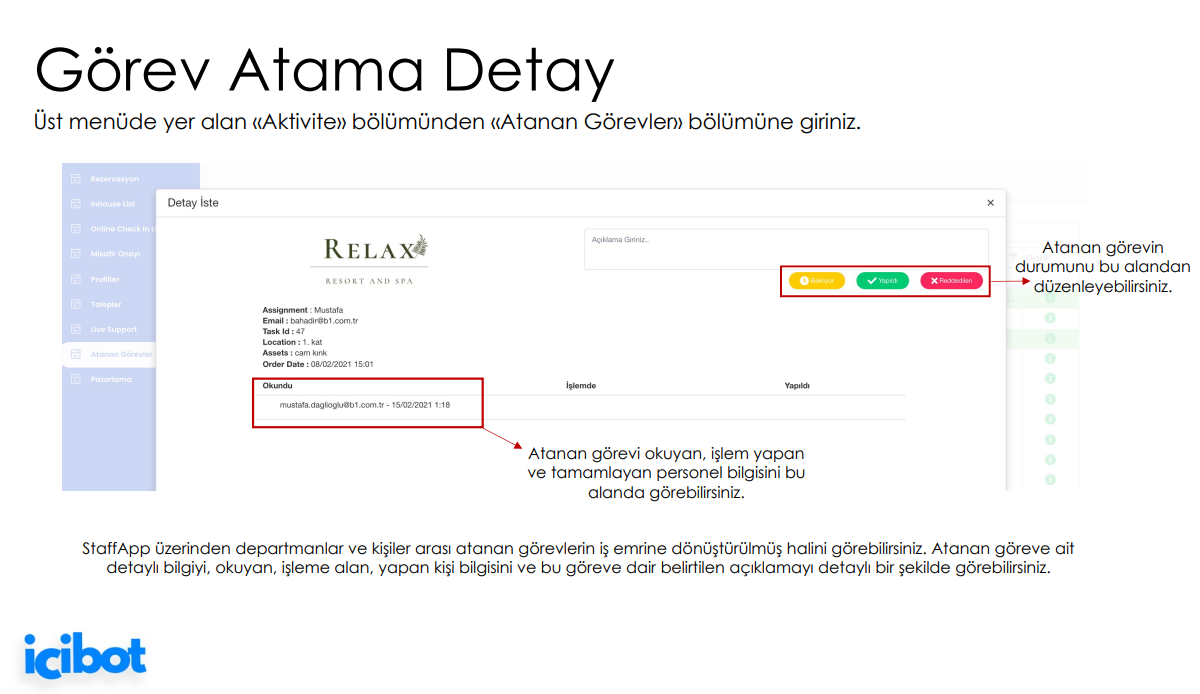 Görev Atama Detay
Üst menüde yer alan «Aktivite» bölümünden «Atanan Görevler» bölümüne giriniz.
Rezervasyon
Inhouse List
Online Check In L
Misafir Onayı
Profiller
Talepler
Live Support
Atanan Görevler
Pazarlama
Detay İste
×
RELAX
RESORT AND SPA
Açıklama Giriniz..
Bekliyor
Yapıldı
Reddedilen
Atanan görevin
durumunu bu alandan
düzenleyebilirsiniz.
Assignment : Mustafa
Email : bahadir@b1.com.tr
Task Id : 47
Location : 1. kat
Assets : cam kırık
Order Date : 08/02/2021 15:01
Okundu İşlemde Yapıldı
mustafa.daglioglu@b1.com.tr - 15/02/2021 1:18
Atanan görevi okuyan, işlem yapan
ve tamamlayan personel bilgisini bu
alanda görebilirsiniz.
StaffApp üzerinden departmanlar ve kişiler arası atanan görevlerin iş emrine dönüştürülmüş halini görebilirsiniz. Atanan göreve ait
detaylı bilgiyi, okuyan, işleme alan, yapan kişi bilgisini ve bu göreve dair belirtilen açıklamayı detaylı bir şekilde görebilirsiniz.
icibot